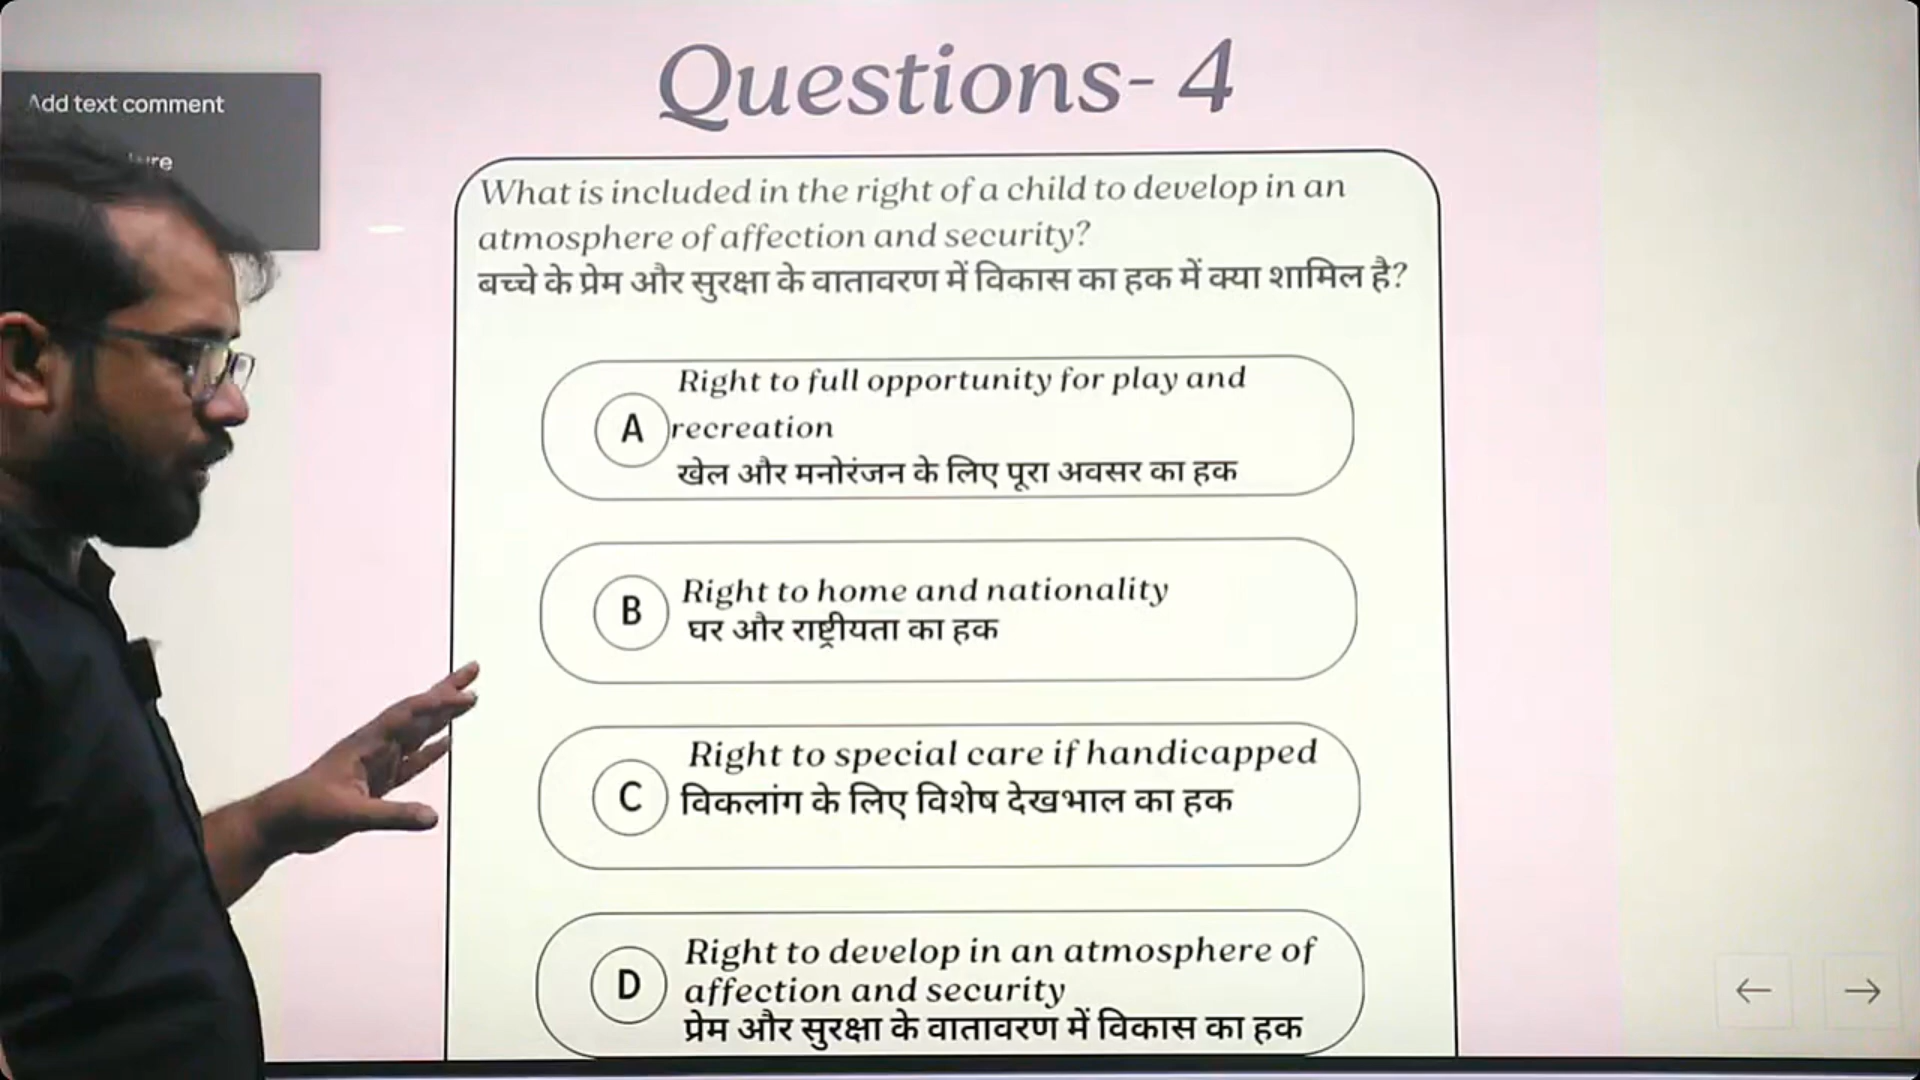 Add text comment
Questions- 4
What is included in the right of a child to develop in an
atmosphere of affection and security?
बच्चे के प्रेम और सुरक्षा के वातावरण में विकास का हक में क्या शामिल है?
Right to full opportunity for play and
A recreation
खेल और मनोरंजन के लिए पूरा अवसर का हक
B Right to home and nationality
घर और राष्ट्रीयता का हक
Right to special care if handicapped
C विकलांग के लिए विशेष देखभाल का हक
Right to develop in an atmosphere of
D affection and security
प्रेम और सुरक्षा के वातावरण में विकास का हक